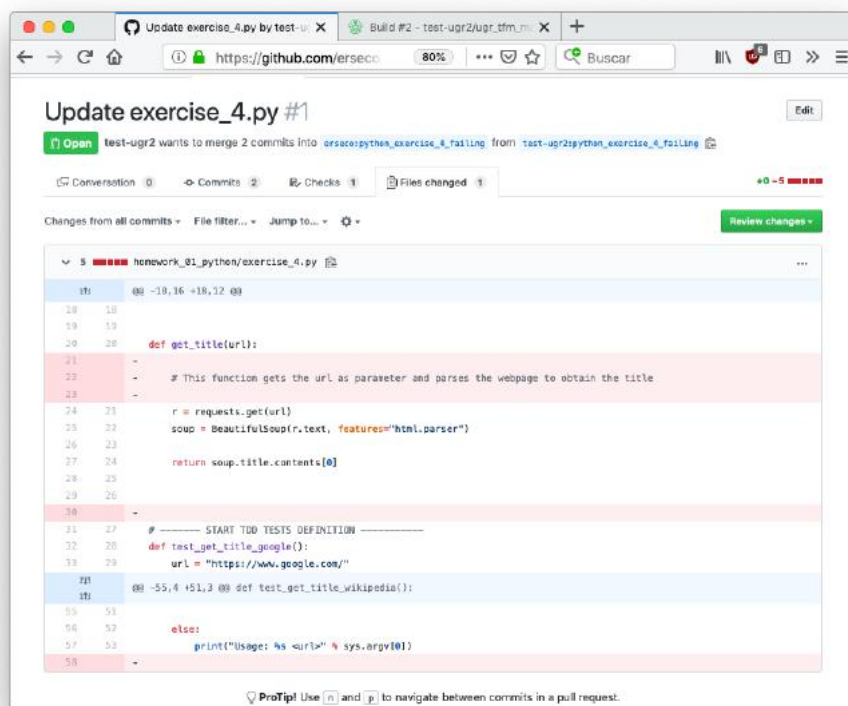 Update exercise_4.py by test-u
Build #2 - test-ugr2/ugr_tfm_m
https://github.com/erseco
80%
Buscar
6
Update exercise_4.py #1
Edit
Open test-ugr2 wants to merge 2 commits into erseco:python_exercise_4_failing from test-ugr2:python_exercise_4_failing
Conversation 0 Commits 2 Checks 1 Files changed 1 +0 -5
Changes from all commits File filter... Jump to... Review changes
5 homework_01_python/exercise_4.py ...
@@ -18,16 +18,12 @@
18 18
19 19
20 20 def get_title(url):
21 -
22 - # This function gets the url as parameter and parses the webpage to obtain the title
23 -
24 21 r = requests.get(url)
25 22 soup = BeautifulSoup(r.text, features="html.parser")
26 23
27 24 return soup.title.contents[0]
28 25
29 26
30 -
31 27 # ------- START TDD TESTS DEFINITION -----------
32 28 def test_get_title_google():
33 29 url = "https://www.google.com/"
@@ -55,4 +51,3 @@ def test_get_title_wikipedia():
55 51
56 52 else:
57 53 print("Usage: %s <url>" % sys.argv[0])
58 -
ProTip! Use n and p to navigate between commits in a pull request.